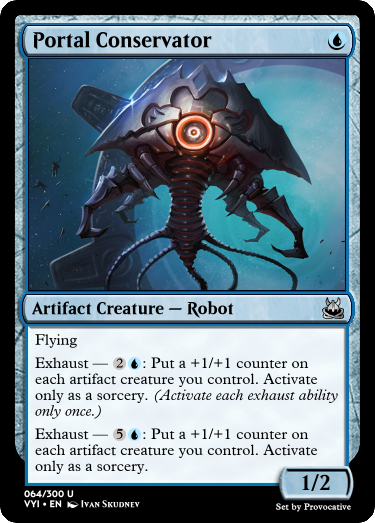 Portal Conservator
Artifact Creature — Robot
Flying
Exhaust — 2: Put a +1/+1 counter on
each artifact creature you control. Activate
only as a sorcery. (Activate each exhaust ability
only once.)
Exhaust — 5: Put a +1/+1 counter on
each artifact creature you control. Activate
only as a sorcery.
1/2
064/300 U
VYI • EN Ivan Skudnev
Set by Provocative